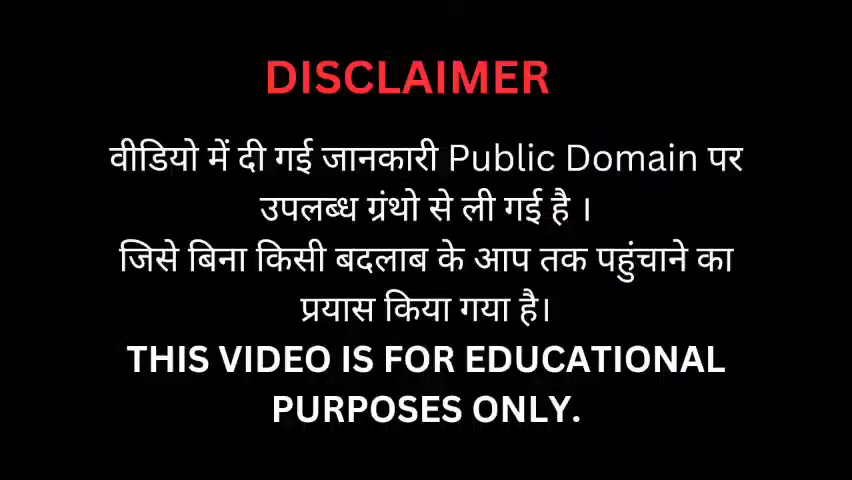 DISCLAIMER
वीडियो में दी गई जानकारी Public Domain पर
उपलब्ध ग्रंथो से ली गई है ।
जिसे बिना किसी बदलाब के आप तक पहुंचाने का
प्रयास किया गया है।
THIS VIDEO IS FOR EDUCATIONAL
PURPOSES ONLY.